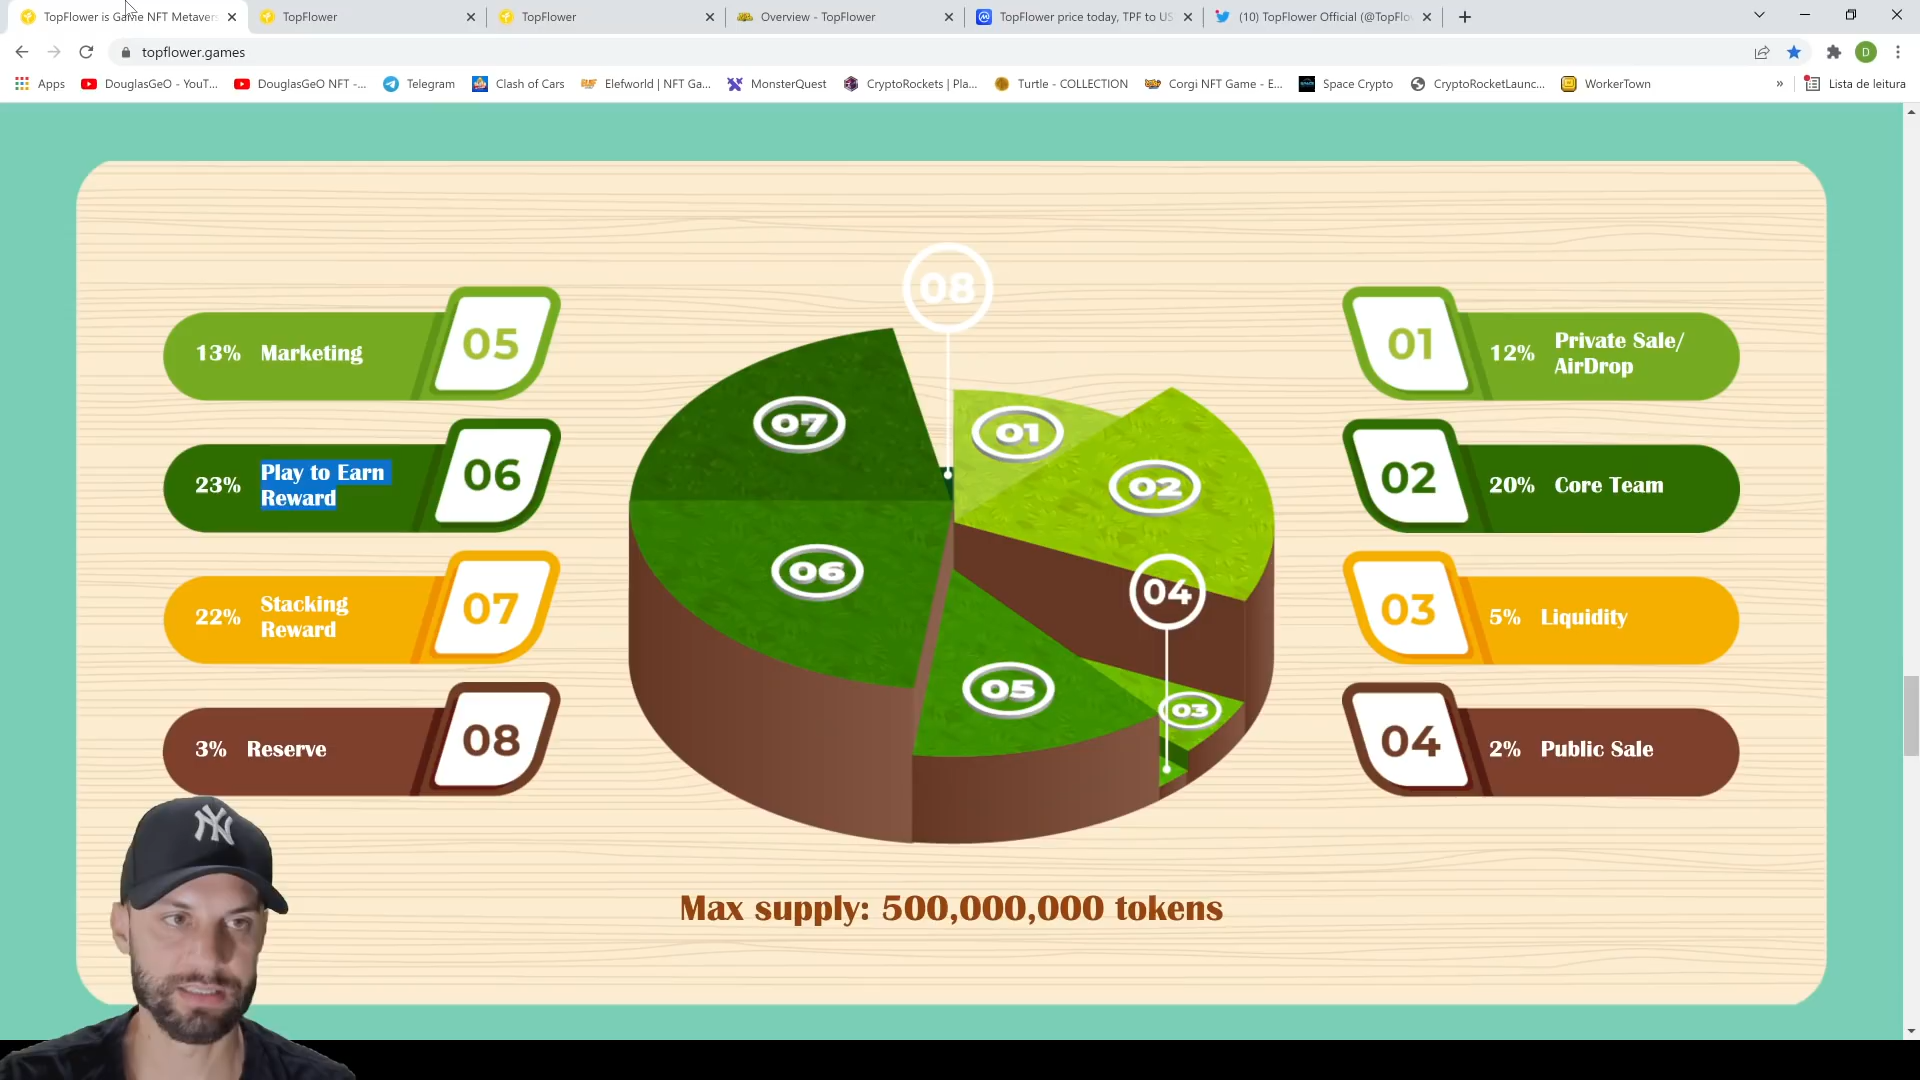 TopFlower is Game NFT Metavers
TopFlower
TopFlower
Overview - TopFlower
TopFlower price today, TPF to US
(10) TopFlower Official (@TopFlo
topflower.games
D
Apps
DouglasGeO - YouT...
DouglasGeO NFT -...
Telegram
Clash of Cars
Elefworld | NFT Ga...
MonsterQuest
CryptoRockets | Pla...
Turtle - COLLECTION
Corgi NFT Game - E...
Space Crypto
CryptoRocketLaunc...
WorkerTown
»
Lista de leitura
13% Marketing 05
23% Play to Earn
Reward 06
22% Stacking
Reward 07
3% Reserve 08
08
07
01
02
06
04
05
03
01 12% Private Sale/
AirDrop
02 20% Core Team
03 5% Liquidity
04 2% Public Sale
Max supply: 500,000,000 tokens
NY